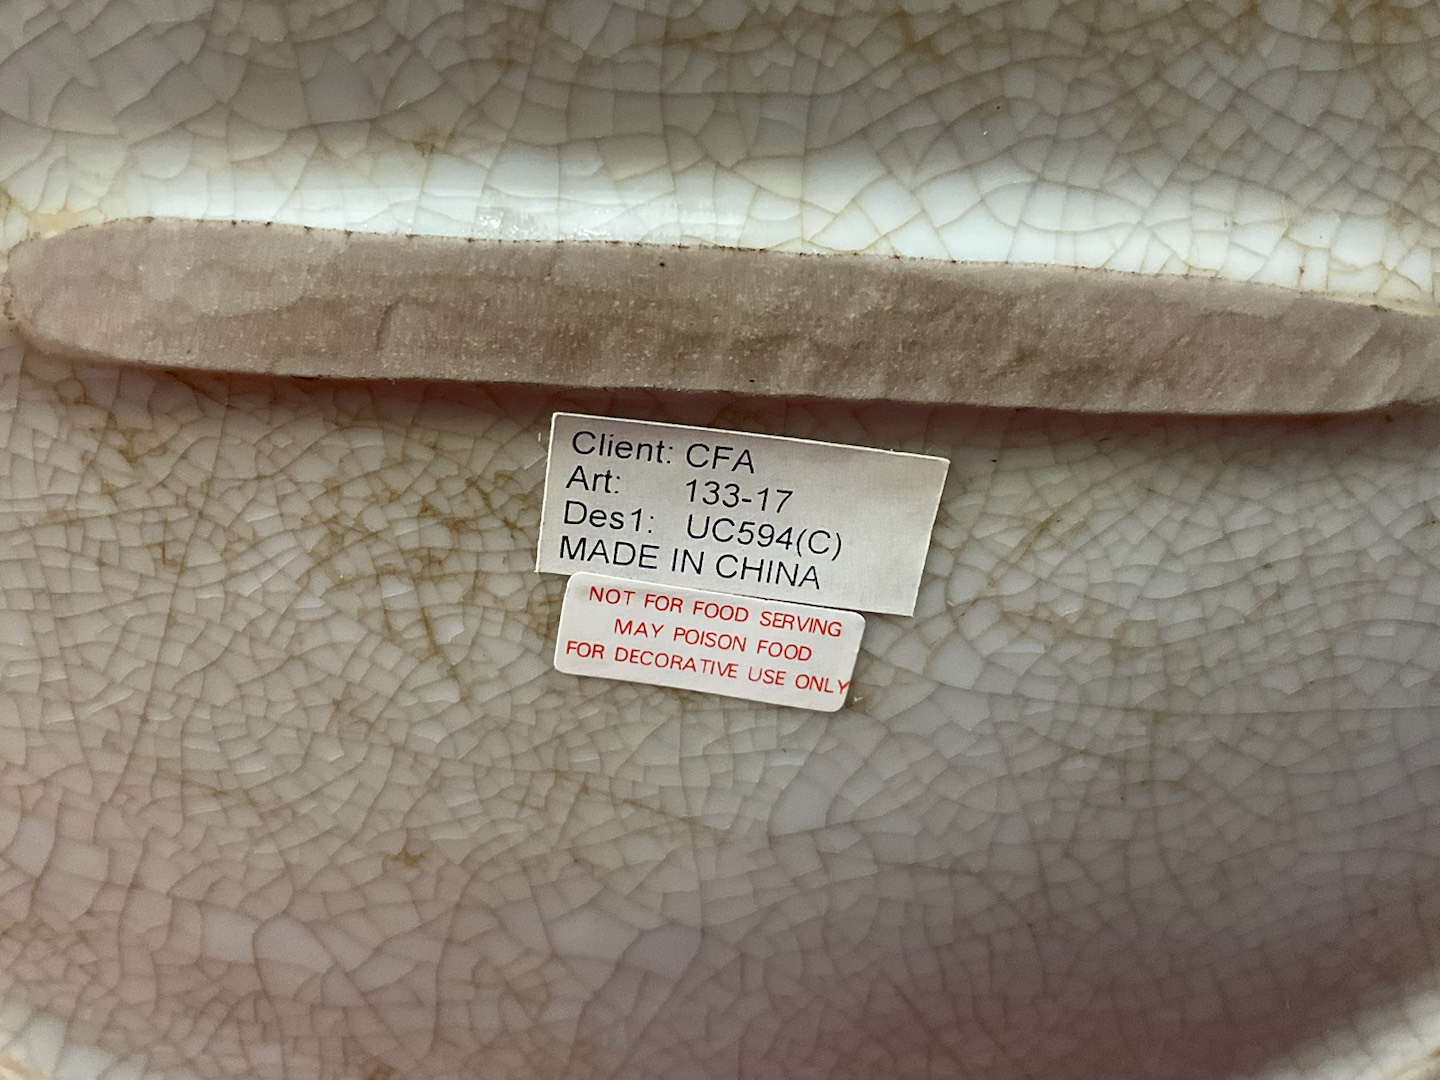 Client: CFA
Art: 133-17
Des1: UC594(C)
MADE IN CHINA
NOT FOR FOOD SERVING
MAY POISON FOOD
FOR DECORATIVE USE ONLY